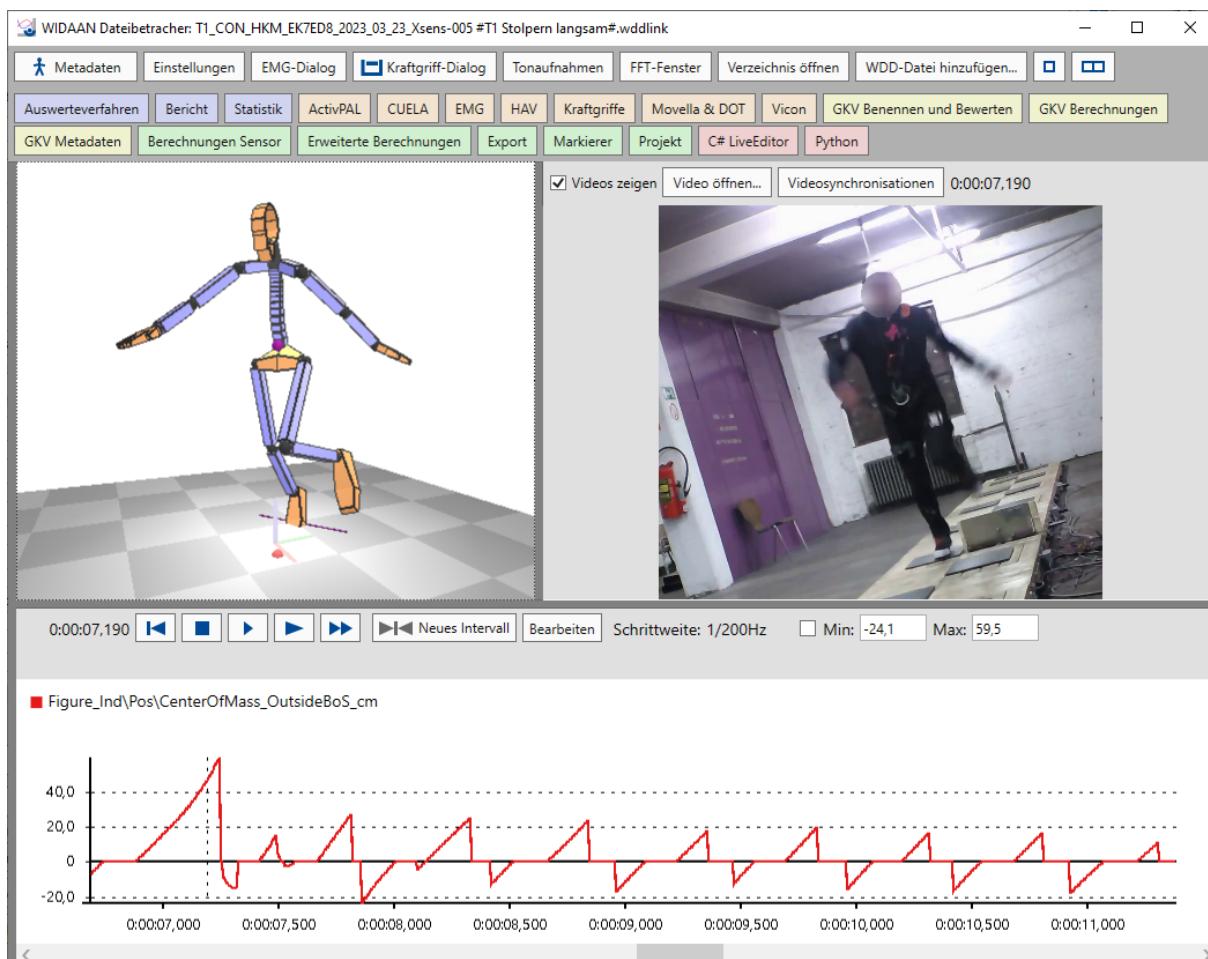 WIDAAN Dateibetracher: T1_CON_HKM_EK7ED8_2023_03_23_Xsens-005 #T1 Stolpern langsam#.wddlink
Metadaten Einstellungen EMG-Dialog Kraftgriff-Dialog Tonaufnahmen FFT-Fenster Verzeichnis öffnen WDD-Datei hinzufügen...
Auswerteverfahren Bericht Statistik ActivPAL CUELA EMG HAV Kraftgriffe Movella & DOT Vicon GKV Benennen und Bewerten GKV Berechnungen
GKV Metadaten Berechnungen Sensor Erweiterte Berechnungen Export Markierer Projekt C# LiveEditor Python
Videos zeigen Video öffnen... Videosynchronisationen 0:00:07,190
0:00:07,190 Neues Intervall Bearbeiten Schrittweite: 1/200Hz Min: -24,1 Max: 59,5
Figure_Ind\Pos\CenterOfMass_OutsideBoS_cm
40,0
20,0
0
-20,0
0:00:07,000 0:00:07,500 0:00:08,000 0:00:08,500 0:00:09,000 0:00:09,500 0:00:10,000 0:00:10,500 0:00:11,000